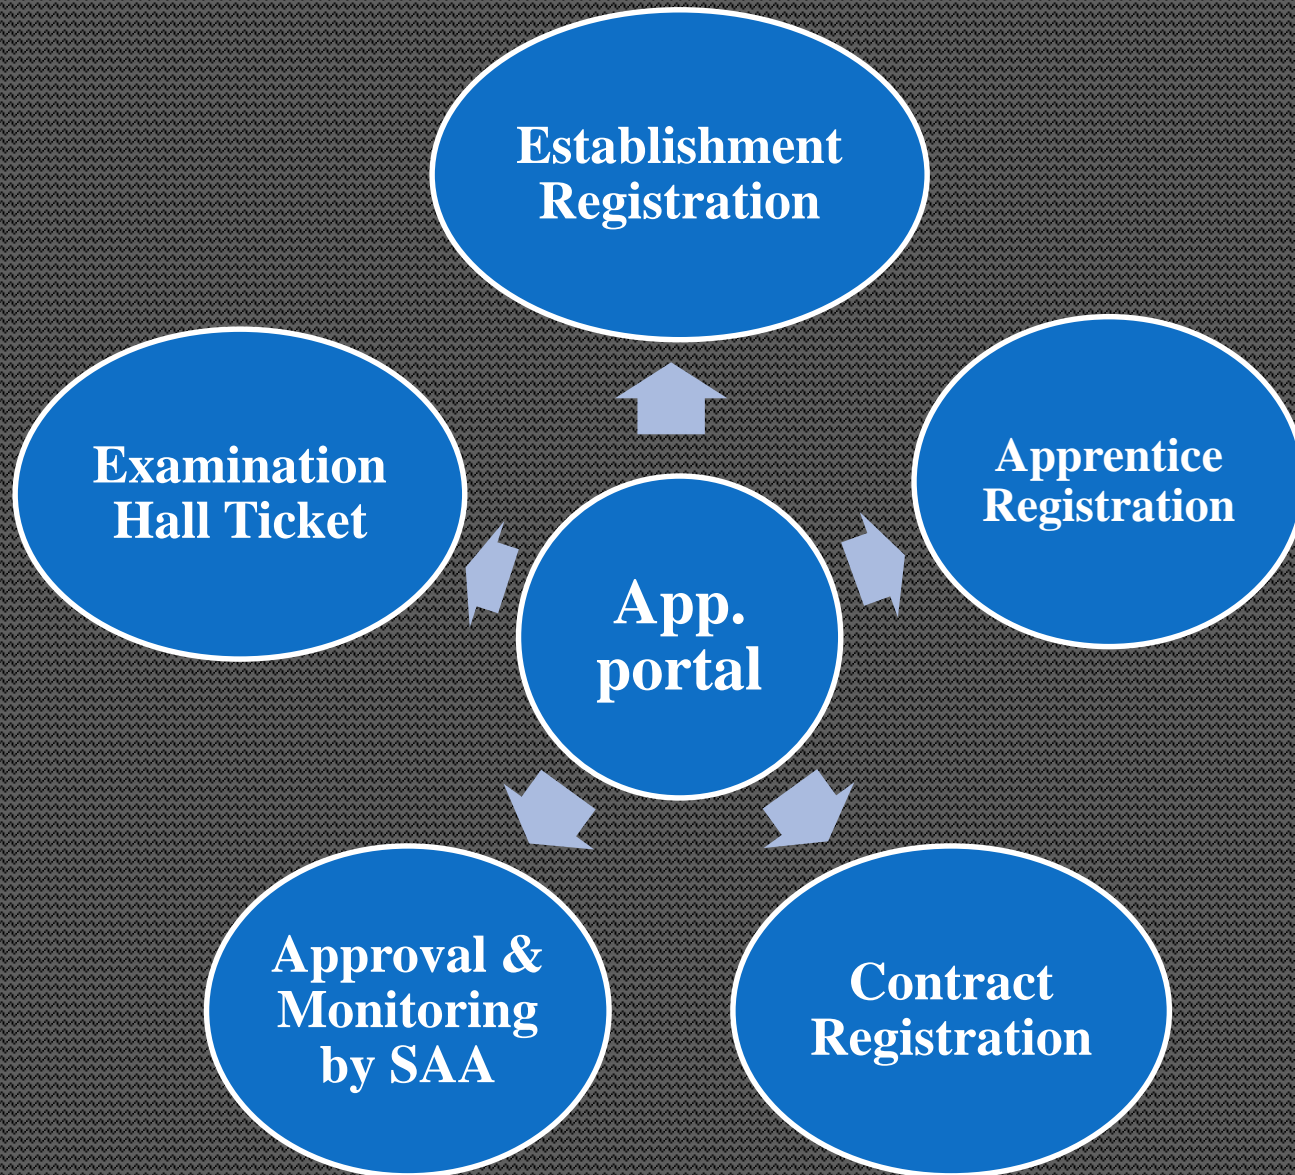 Establishment
Registration
Examination
Hall Ticket
Apprentice
Registration
App.
portal
Approval &
Monitoring
by SAA
Contract
Registration